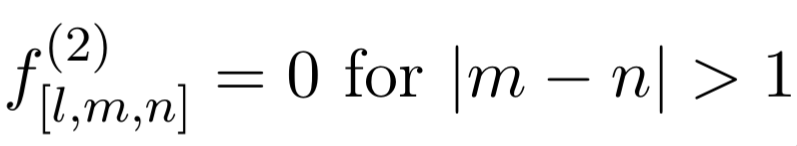 $f^{(2)}_{[l,m,n]} = 0$ for $|m - n| > 1$